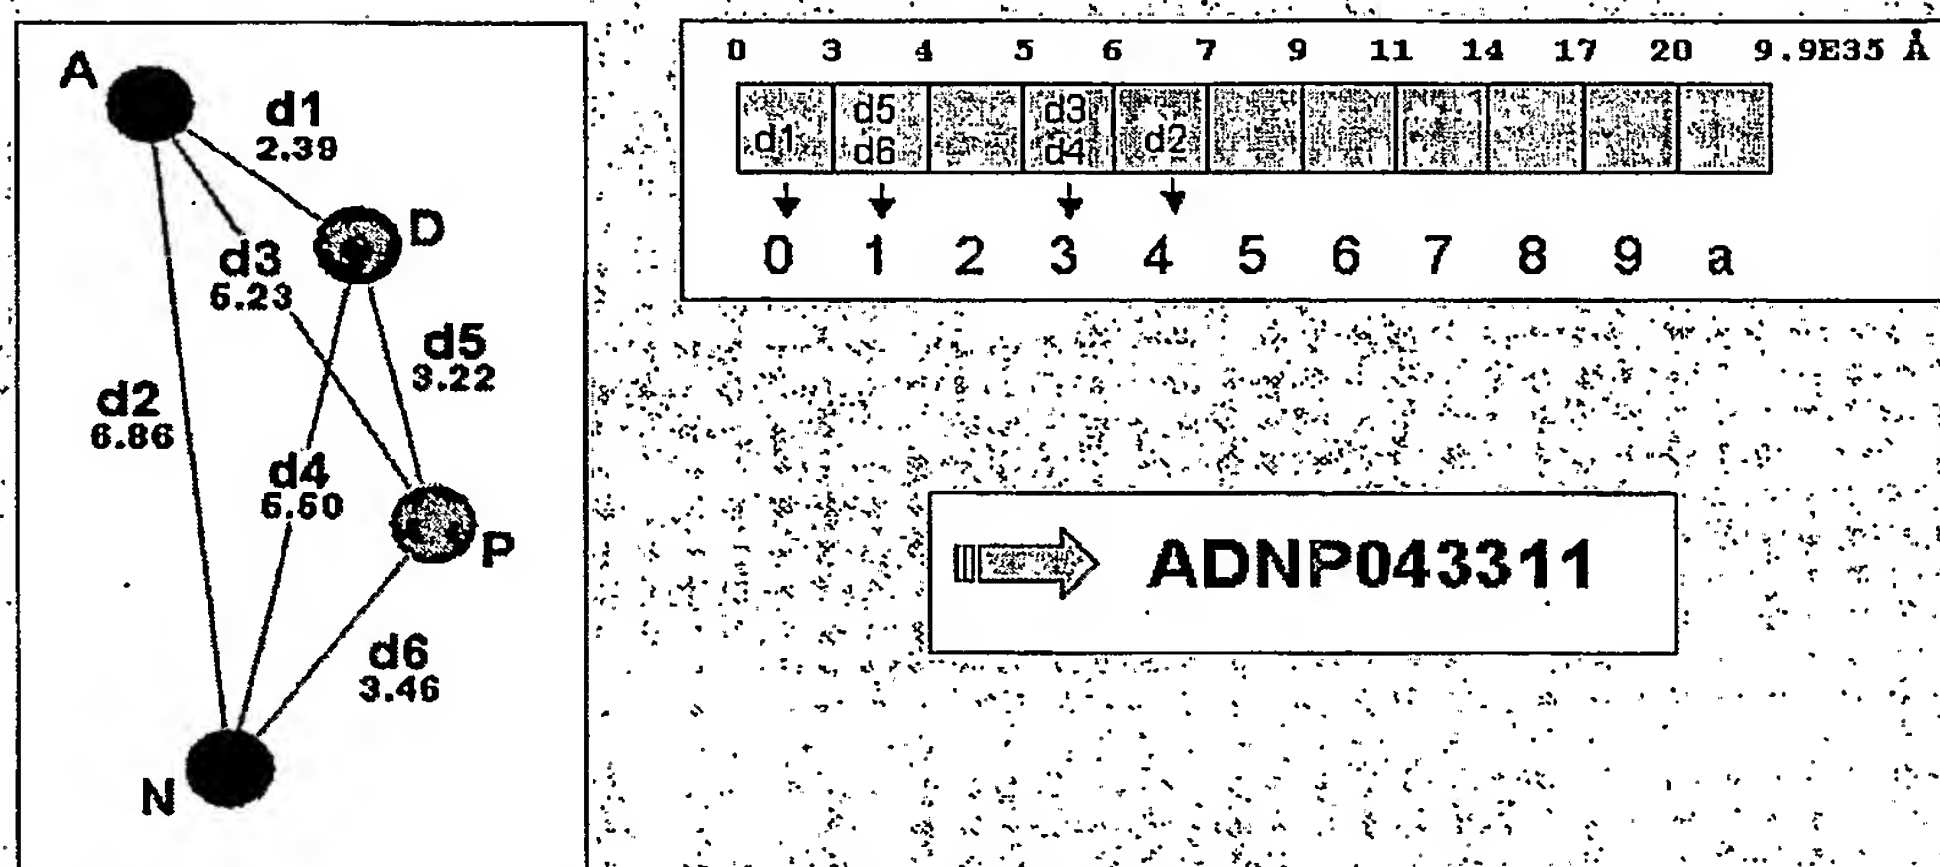 A
d1
2.39
D
d3
5.23
d5
3.22
d2
6.86
d4
5.50
P
d6
3.46
N
0 3 4 5 6 7 9 11 14 17 20 9.9E35 Å
d1 d5 d6 d3 d4 d2
0 1 2 3 4 5 6 7 8 9 a
ADNP043311